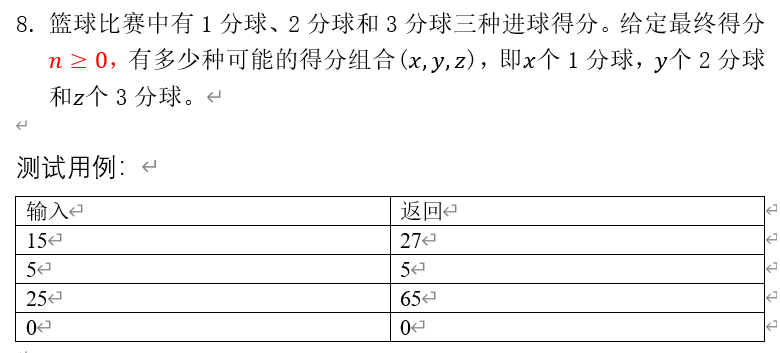 8. 篮球比赛中有 1 分球、2 分球和 3 分球三种进球得分。给定最终得分
n ≥ 0，有多少种可能的得分组合(x, y, z)，即x个 1 分球，y个 2 分球
和z个 3 分球。↵
↵
测试用例：↵
输入↵ 返回↵
15↵ 27↵
5↵ 5↵
25↵ 65↵
0↵ 0↵